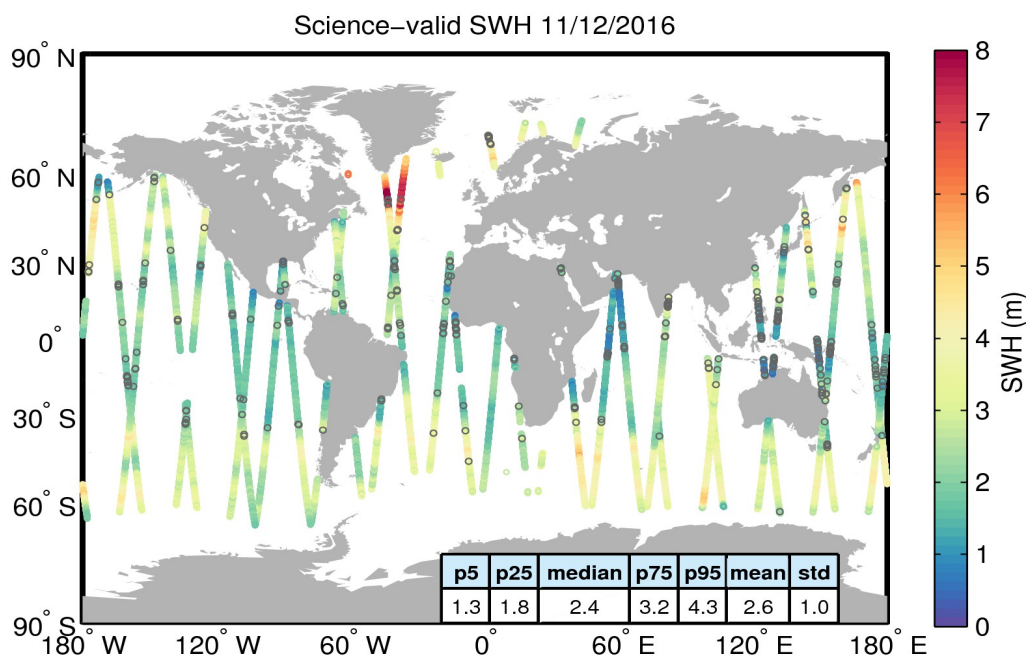 Science−valid SWH 11/12/2016
90° N
60° N
30° N
0°
30° S
60° S
90° S
180° W
120° W
60° W
0°
60° E
120° E
180° E
p5 p25 median p75 p95 mean std
1.3 1.8 2.4 3.2 4.3 2.6 1.0
8
7
6
5
4
3
2
1
0
SWH (m)